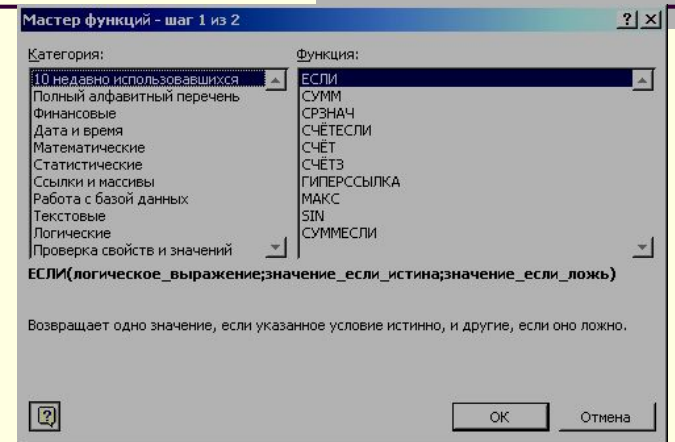 Мастер функций - шаг 1 из 2
Категория:
10 недавно использовавшихся
Полный алфавитный перечень
Финансовые
Дата и время
Математические
Статистические
Ссылки и массивы
Работа с базой данных
Текстовые
Логические
Проверка свойств и значений
Функция:
ЕСЛИ
СУММ
СРЗНАЧ
СЧЁТЕСЛИ
СЧЁТ
СЧЁТЗ
ГИПЕРССЫЛКА
МАКС
SIN
СУММЕСЛИ
ЕСЛИ(логическое_выражение;значение_если_истина;значение_если_ложь)
Возвращает одно значение, если указанное условие истинно, и другие, если оно ложно.
ОК
Отмена